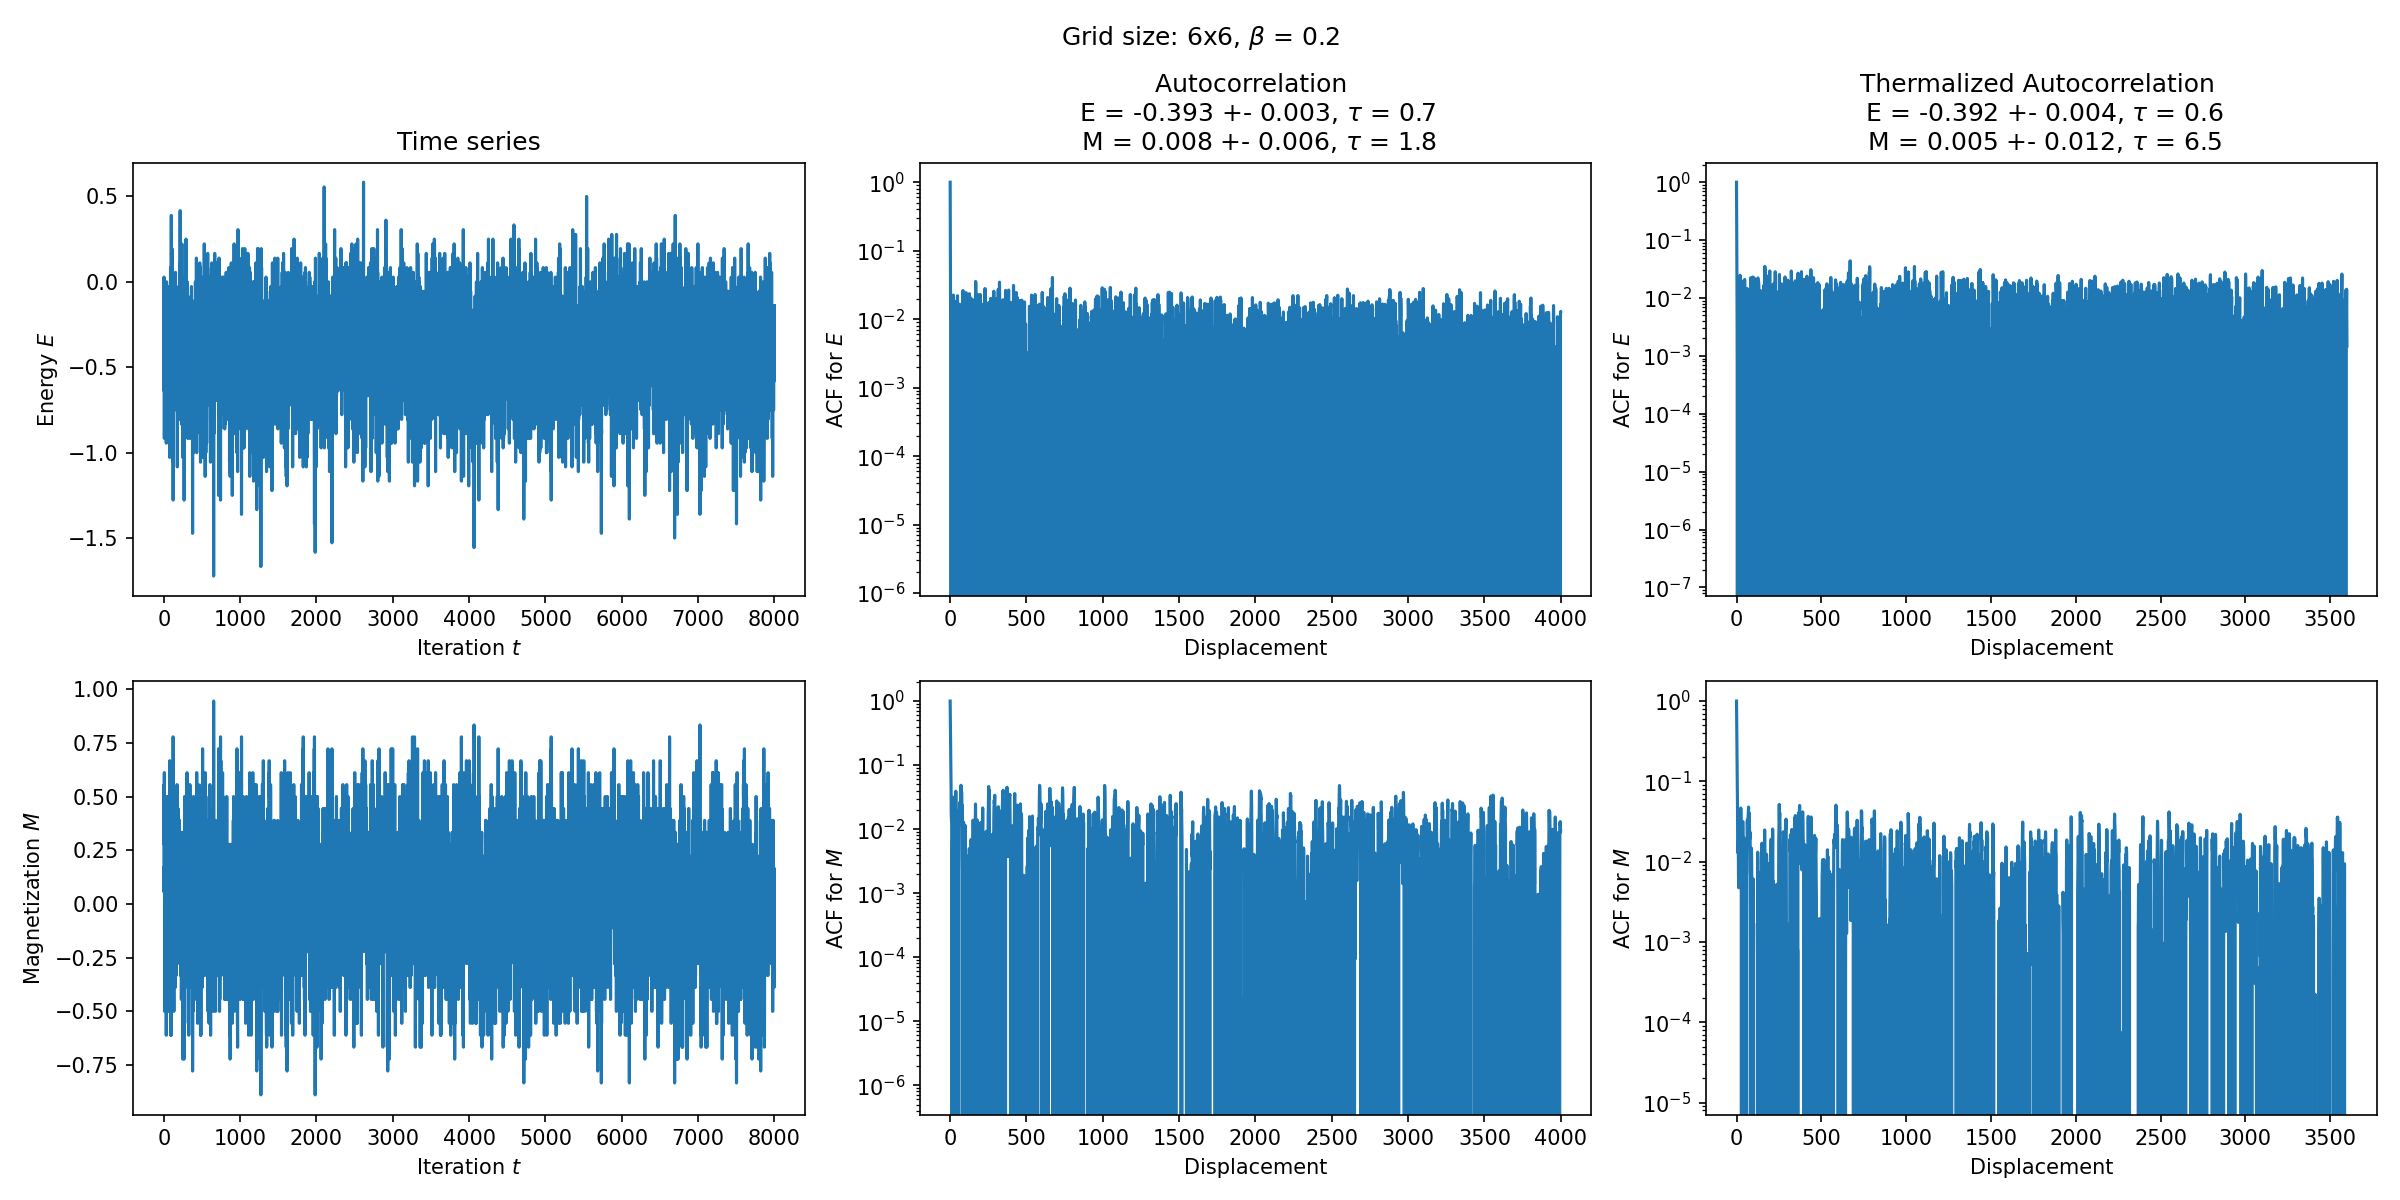 Grid size: 6x6, β = 0.2
Time series
0.5
0.0
−0.5
−1.0
−1.5
Energy E
0 1000 2000 3000 4000 5000 6000 7000 8000
Iteration t
Autocorrelation
E = -0.393 +- 0.003, τ = 0.7
M = 0.008 +- 0.006, τ = 1.8
10⁰
10⁻¹
10⁻²
10⁻³
10⁻⁴
10⁻⁵
10⁻⁶
ACF for E
0 500 1000 1500 2000 2500 3000 3500 4000
Displacement
Thermalized Autocorrelation
E = -0.392 +- 0.004, τ = 0.6
M = 0.005 +- 0.012, τ = 6.5
10⁰
10⁻¹
10⁻²
10⁻³
10⁻⁴
10⁻⁵
10⁻⁶
10⁻⁷
ACF for E
0 500 1000 1500 2000 2500 3000 3500
Displacement
1.00
0.75
0.50
0.25
0.00
−0.25
−0.50
−0.75
Magnetization M
0 1000 2000 3000 4000 5000 6000 7000 8000
Iteration t
10⁰
10⁻¹
10⁻²
10⁻³
10⁻⁴
10⁻⁵
10⁻⁶
ACF for M
0 500 1000 1500 2000 2500 3000 3500 4000
Displacement
10⁰
10⁻¹
10⁻²
10⁻³
10⁻⁴
10⁻⁵
ACF for M
0 500 1000 1500 2000 2500 3000 3500
Displacement